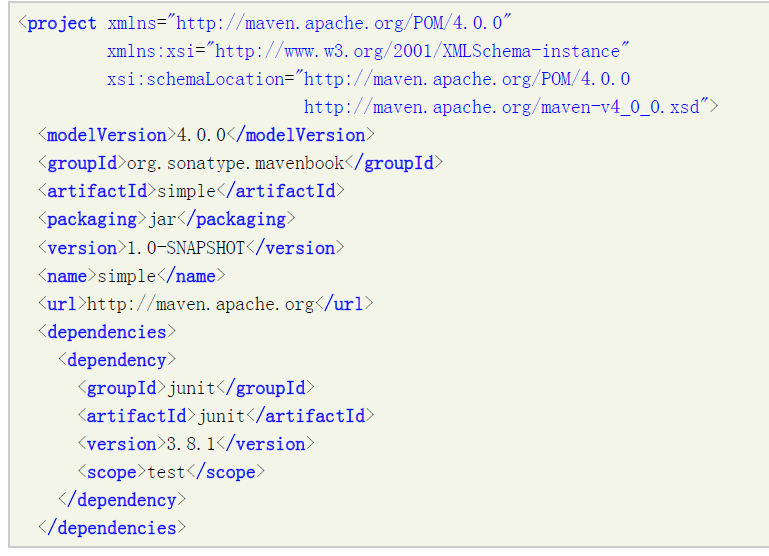 <project xmlns="http://maven.apache.org/POM/4.0.0"
xmlns:xsi="http://www.w3.org/2001/XMLSchema-instance"
xsi:schemaLocation="http://maven.apache.org/POM/4.0.0
http://maven.apache.org/maven-v4_0_0.xsd">
<modelVersion>4.0.0</modelVersion>
<groupId>org.sonatype.mavenbook</groupId>
<artifactId>simple</artifactId>
<packaging>jar</packaging>
<version>1.0-SNAPSHOT</version>
<name>simple</name>
<url>http://maven.apache.org</url>
<dependencies>
<dependency>
<groupId>junit</groupId>
<artifactId>junit</artifactId>
<version>3.8.1</version>
<scope>test</scope>
</dependency>
</dependencies>